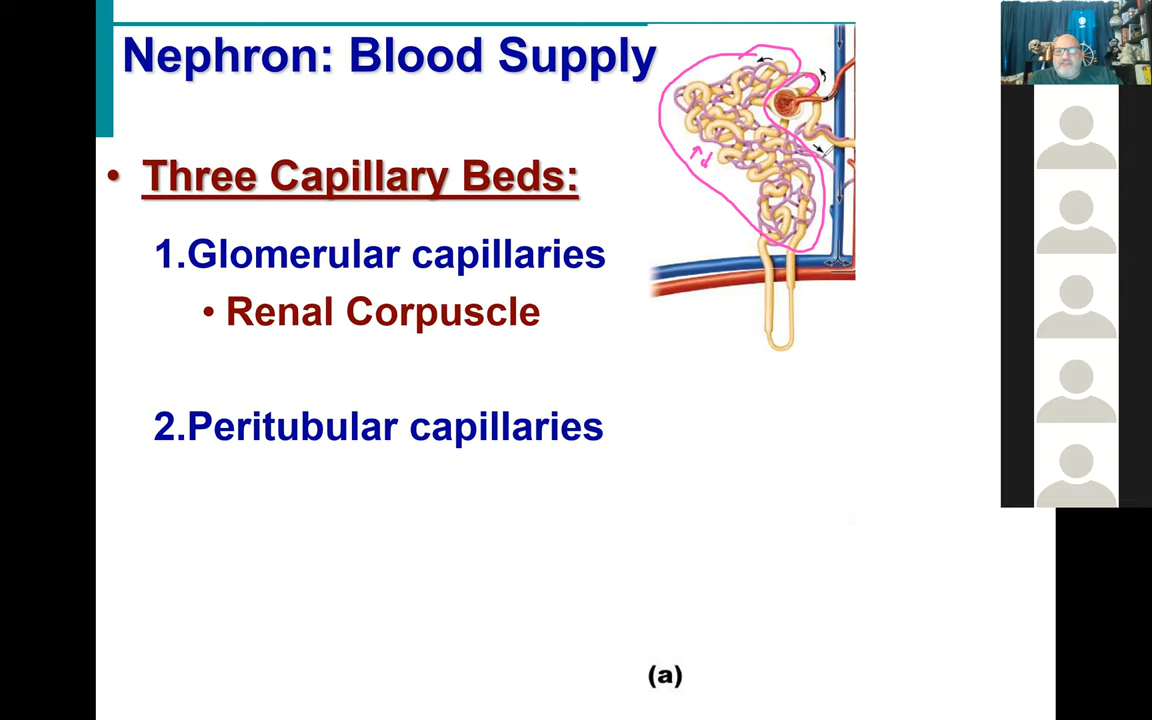 Nephron: Blood Supply
• Three Capillary Beds:
1.Glomerular capillaries
• Renal Corpuscle
2.Peritubular capillaries
(a)